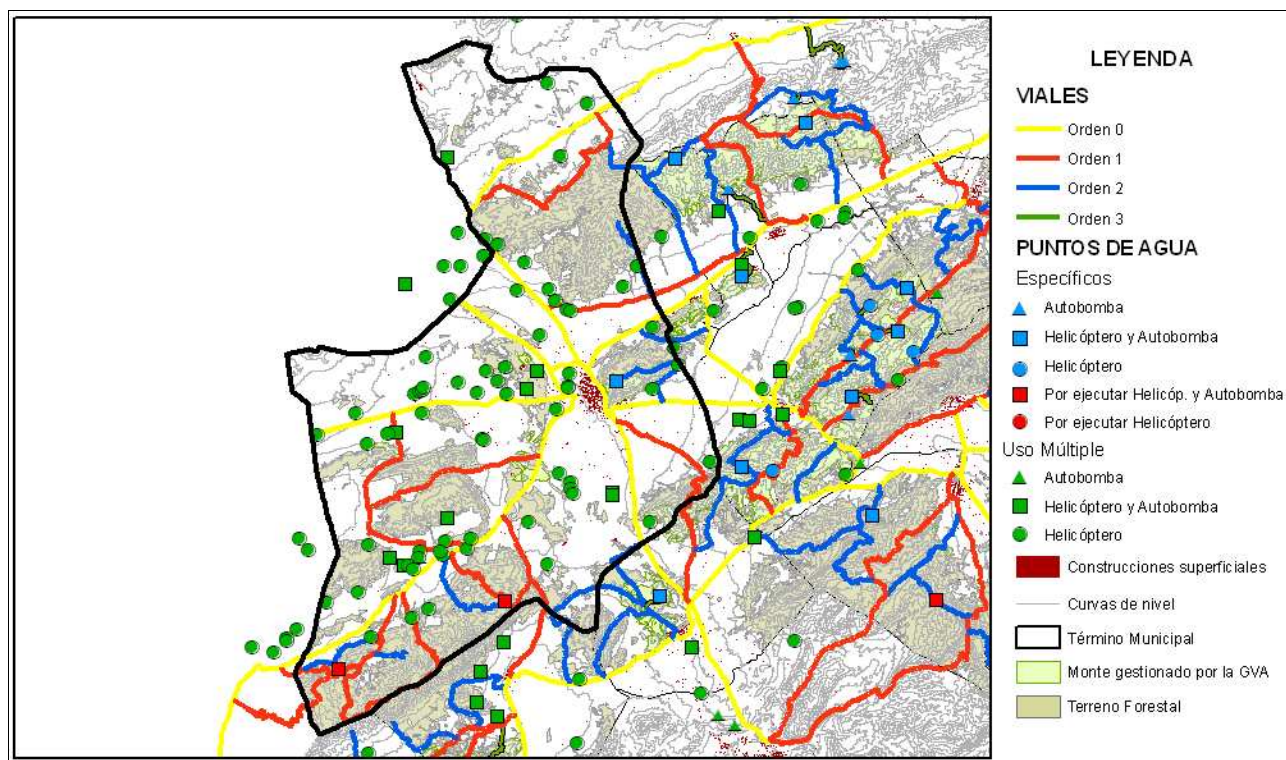 LEYENDA
VIALES
Orden 0
Orden 1
Orden 2
Orden 3
PUNTOS DE AGUA
Específicos
Autobomba
Helicóptero y Autobomba
Helicóptero
Por ejecutar Helicóp. y Autobomba
Por ejecutar Helicóptero
Uso Múltiple
Autobomba
Helicóptero y Autobomba
Helicóptero
Construcciones superficiales
Curvas de nivel
Término Municipal
Monte gestionado por la GVA
Terreno Forestal